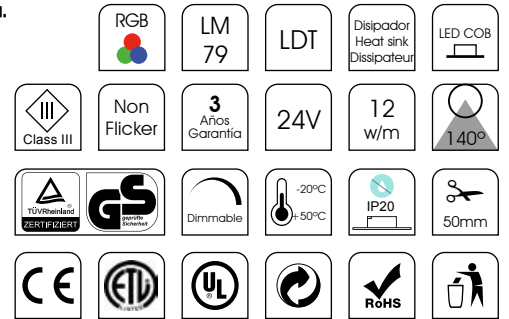 RGB
LM
79
LDT
Disipador
Heat sink
Dissipateur
LED COB
III
Class III
Non
Flicker
3
Años
Garantía
24V
12
w/m
140º
TÜVRheinland
ZERTIFIZIERT
GS
geprüfte
Sicherheit
Dimmable
-20ºC
+50ºC
IP20
50mm
CE
ETL
UL
®
RoHS